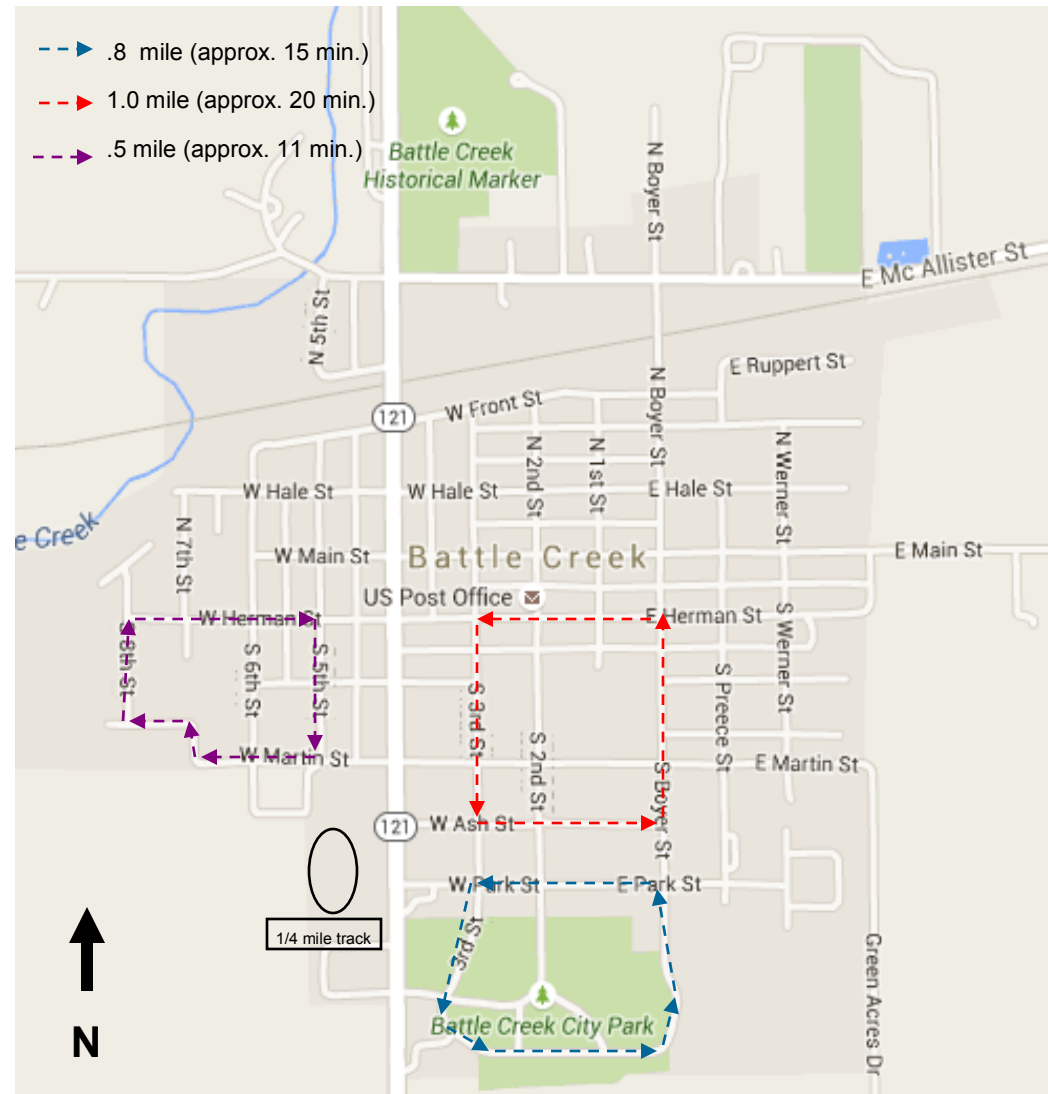 .8 mile (approx. 15 min.)
1.0 mile (approx. 20 min.)
.5 mile (approx. 11 min.)
Battle Creek
Historical Marker
N Boyer St
E Mc Allister St
N 5th St
E Ruppert St
121
W Front St
N Boyer St
N 2nd St
N 1st St
N Werner St
W Hale St
W Hale St
E Hale St
e Creek
N 7th St
W Main St
Battle Creek
E Main St
US Post Office
W Herman St
E Herman St
S 8th St
S 6th St
S 5th St
S 3rd St
S 2nd St
S Boyer St
S Preece St
S Werner St
W Martin St
E Martin St
121
W Ash St
W Park St
E Park St
1/4 mile track
3rd St
Green Acres Dr
Battle Creek City Park
N